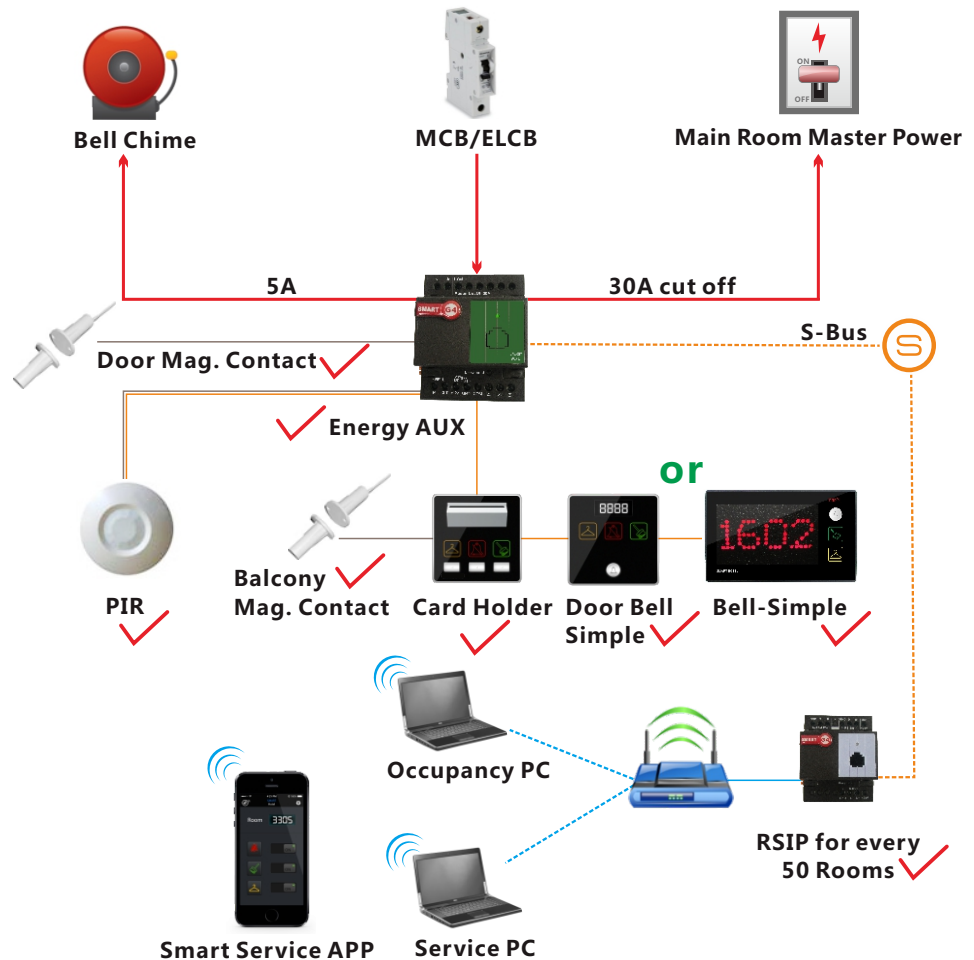 ON
OFF
Bell Chime
MCB/ELCB
Main Room Master Power
5A
30A cut off
SMART G4
S-Bus
S
Door Mag. Contact
Energy AUX
or
8888
1602
Balcony
Mag. Contact
PIR
Card Holder
Door Bell
Simple
Bell-Simple
Occupancy PC
Room 3305
RSIP for every
50 Rooms
Smart Service APP
Service PC